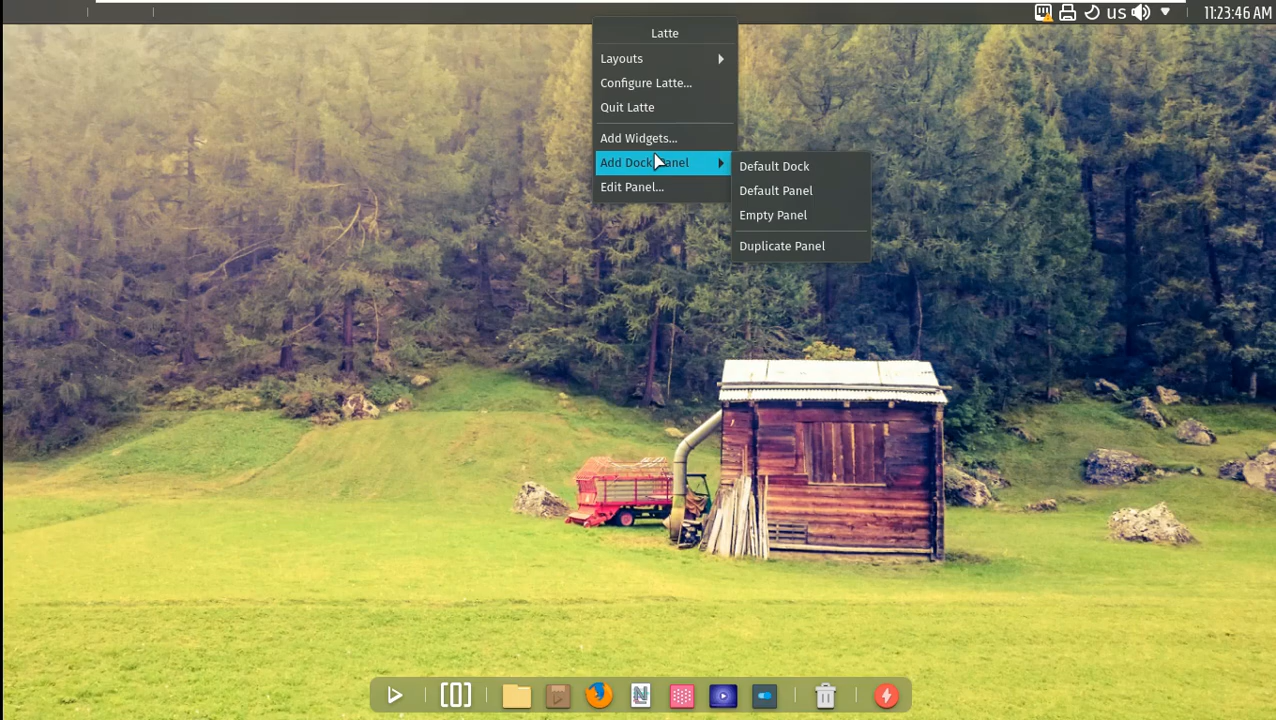 us
11:23:46 AM
Latte
Layouts
Configure Latte...
Quit Latte
Add Widgets...
Add Dock/Panel
Edit Panel...
Default Dock
Default Panel
Empty Panel
Duplicate Panel